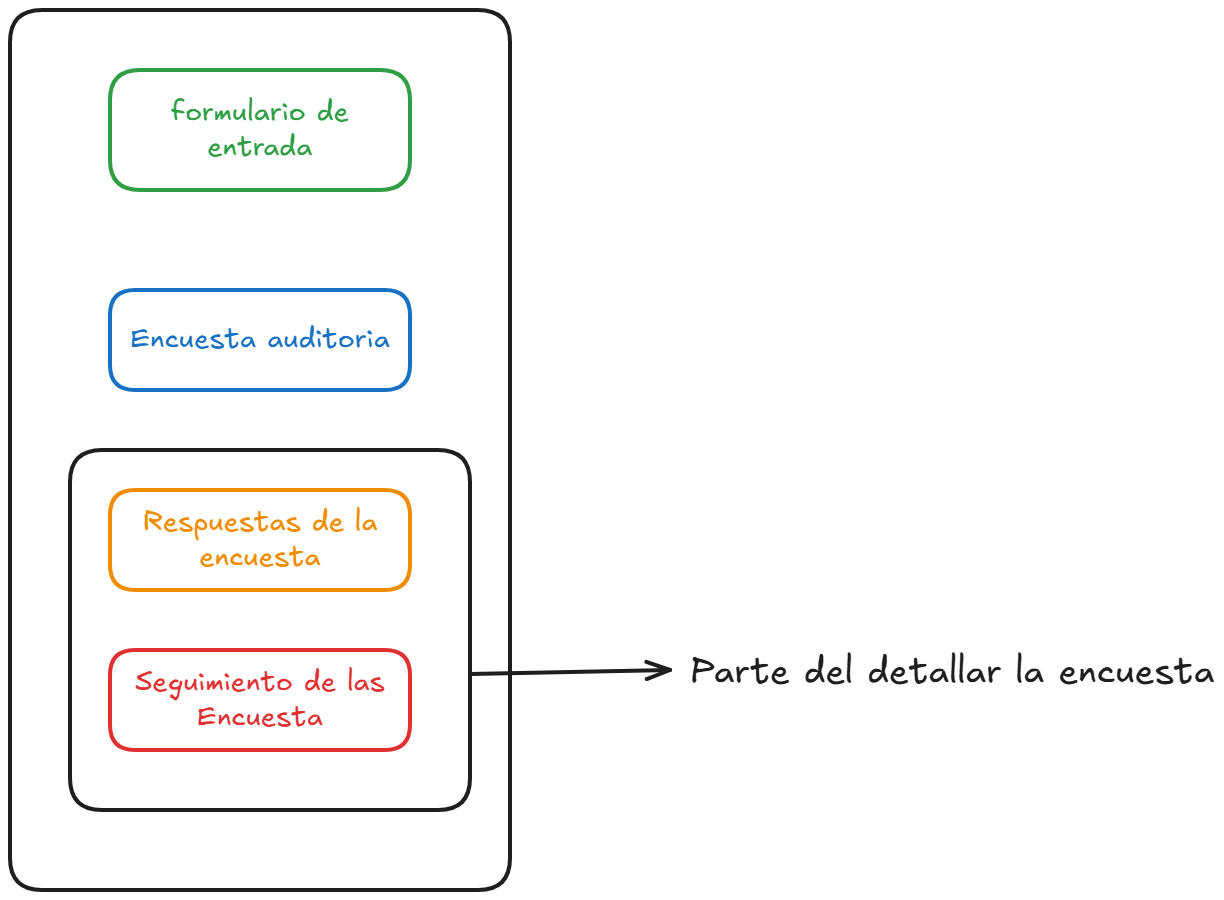 formulario de
entrada
Encuesta auditoria
Respuestas de la
encuesta
Seguimiento de las
Encuesta
Parte del detallar la encuesta